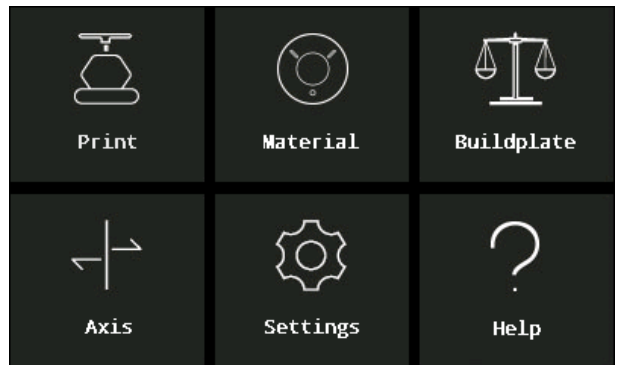 Print
Material
Buildplate
Axis
Settings
Help